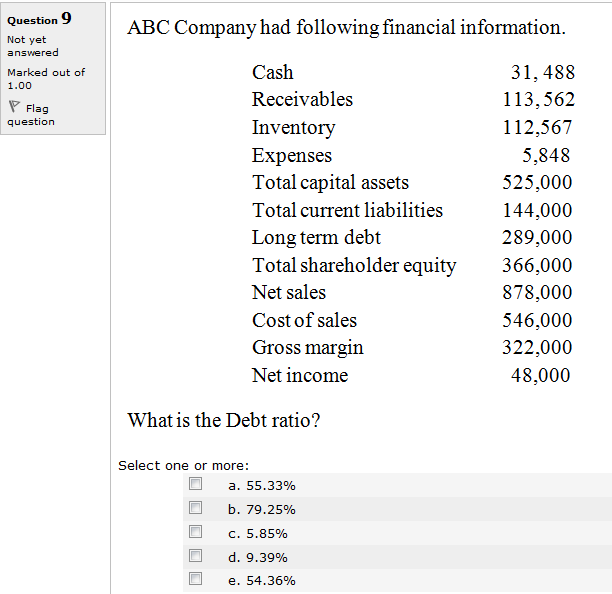 Question 9
Not yet
answered
Marked out of
1.00
Flag
question
ABC Company had following financial information.
Cash 31, 488
Receivables 113,562
Inventory 112,567
Expenses 5,848
Total capital assets 525,000
Total current liabilities 144,000
Long term debt 289,000
Total shareholder equity 366,000
Net sales 878,000
Cost of sales 546,000
Gross margin 322,000
Net income 48,000
What is the Debt ratio?
Select one or more:
a. 55.33%
b. 79.25%
c. 5.85%
d. 9.39%
e. 54.36%